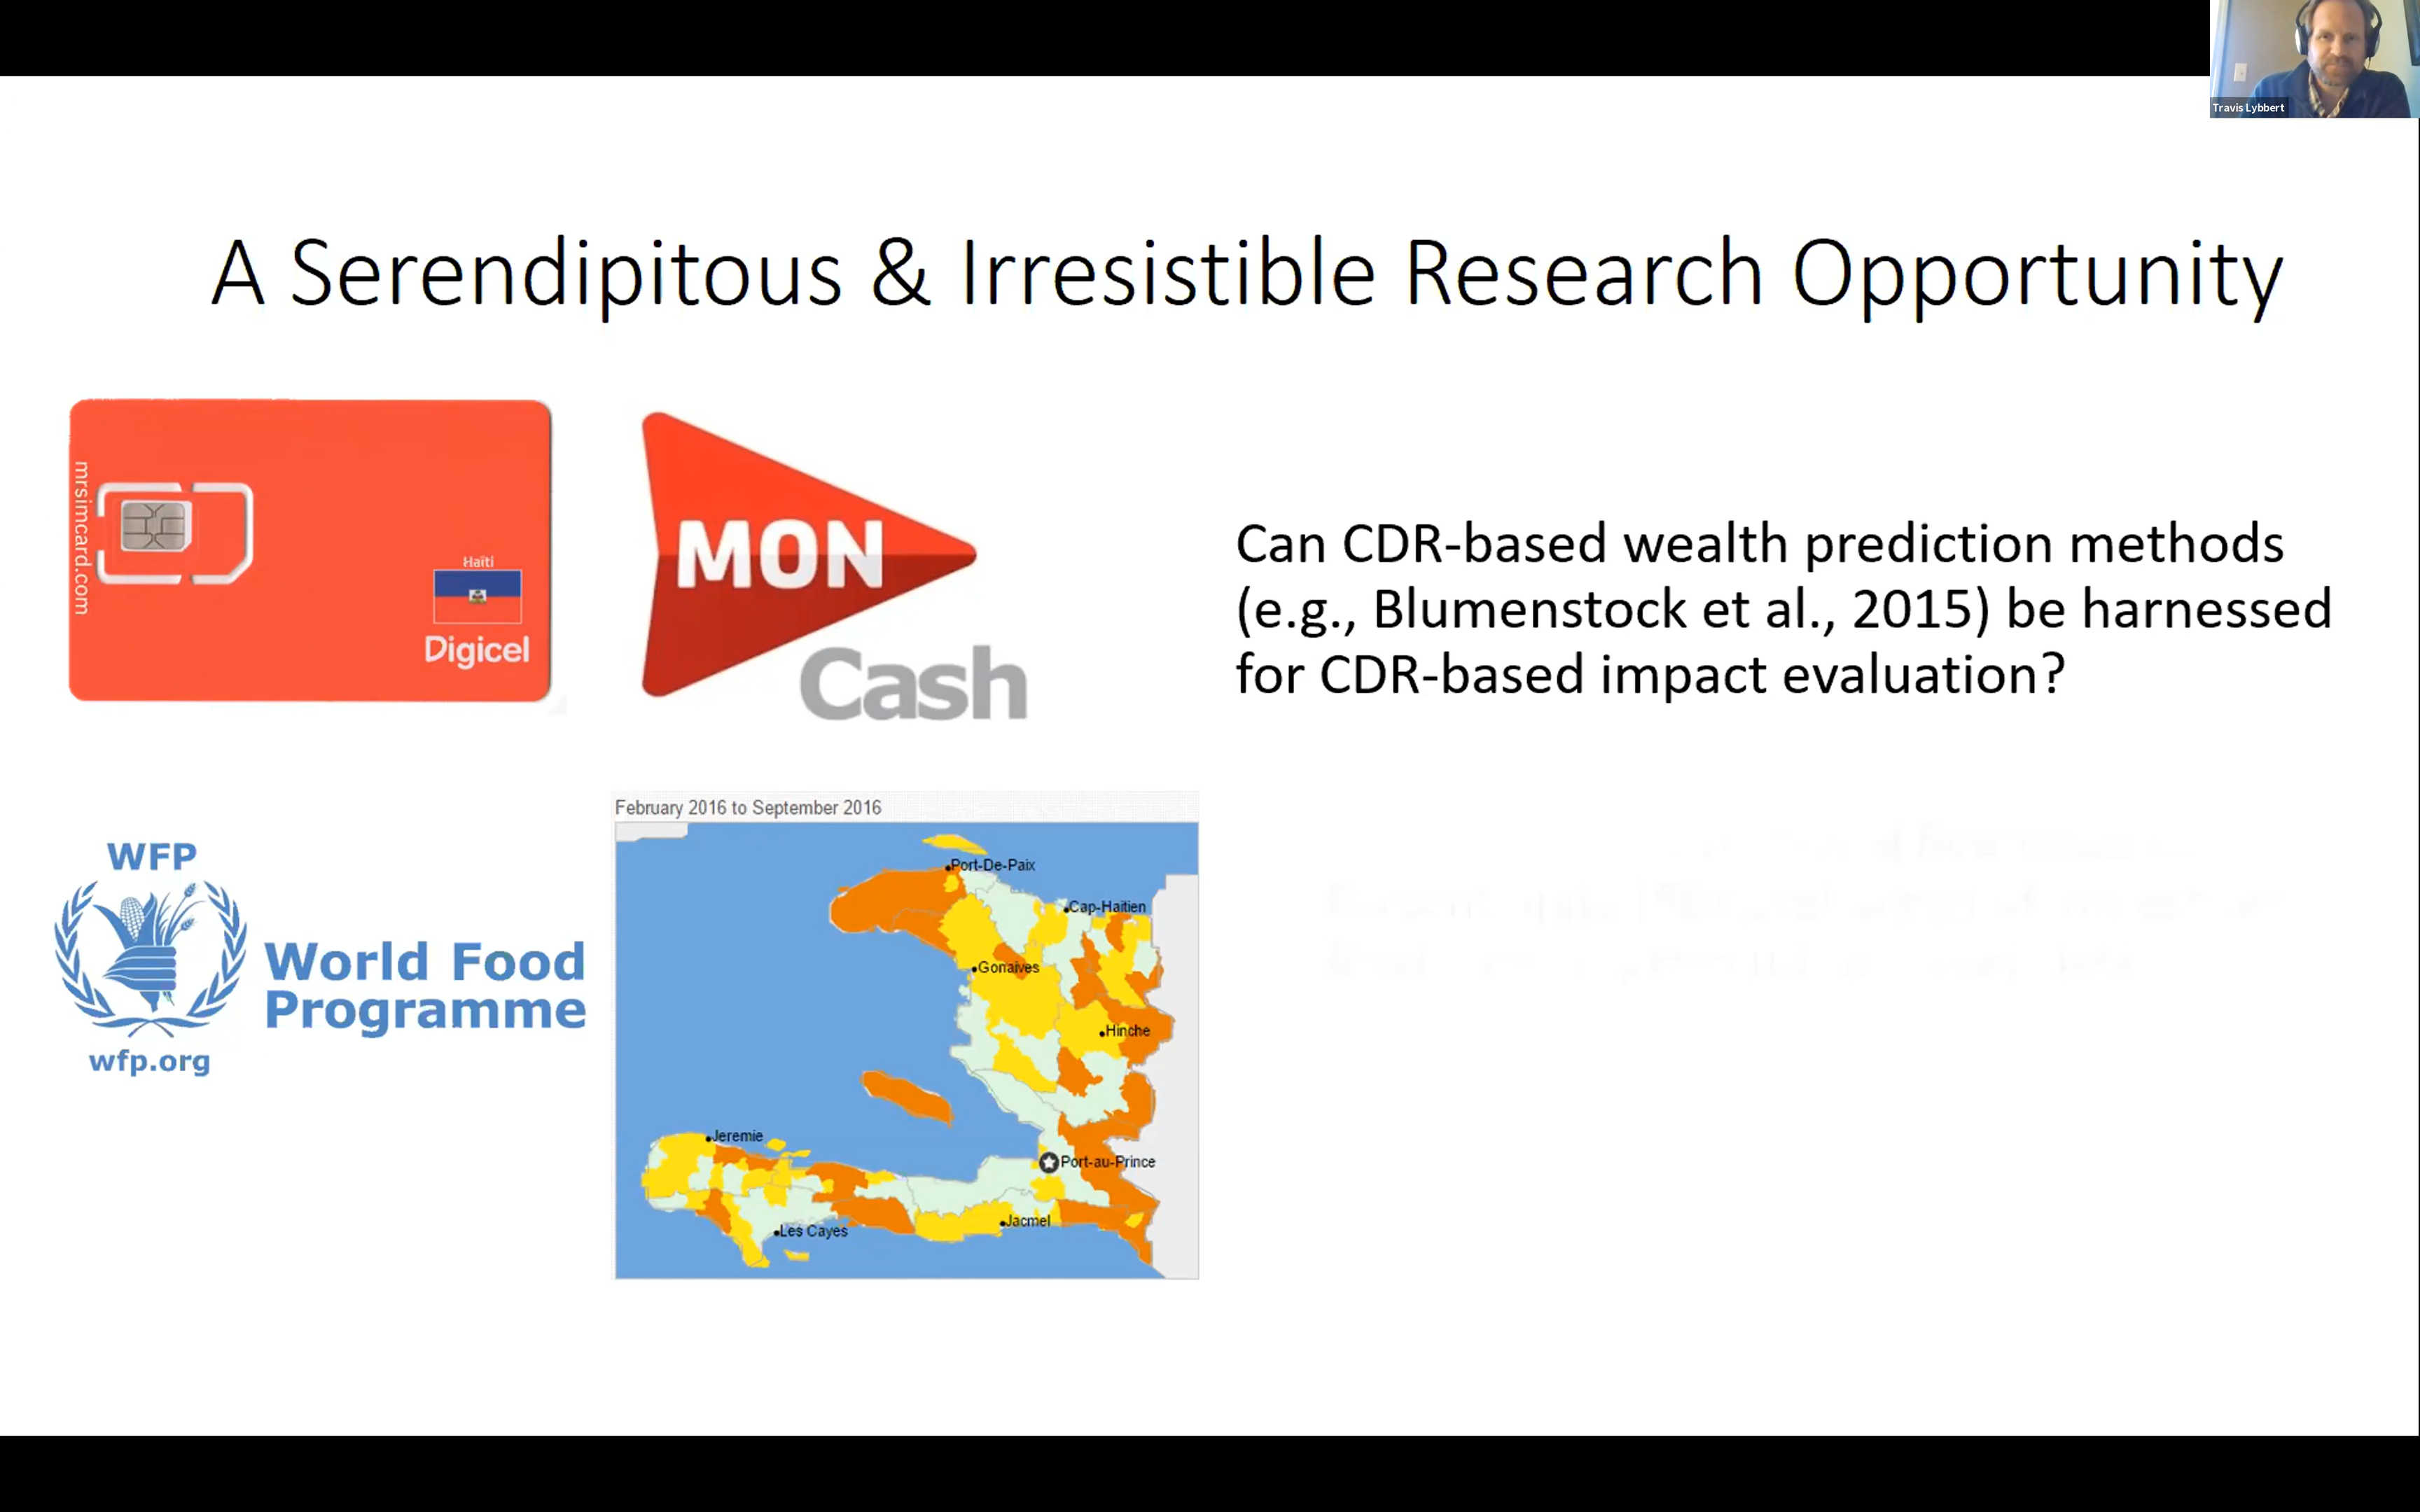 Travis Lybbert
A Serendipitous & Irresistible Research Opportunity
mrsimcard.com
Haïti
Digicel
MON
Cash
Can CDR-based wealth prediction methods
(e.g., Blumenstock et al., 2015) be harnessed
for CDR-based impact evaluation?
WFP
wfp.org
World Food
Programme
February 2016 to September 2016
Port-De-Paix
Cap-Haïtien
Gonaives
Hinche
Jeremie
Port-au-Prince
Les Cayes
Jacmel